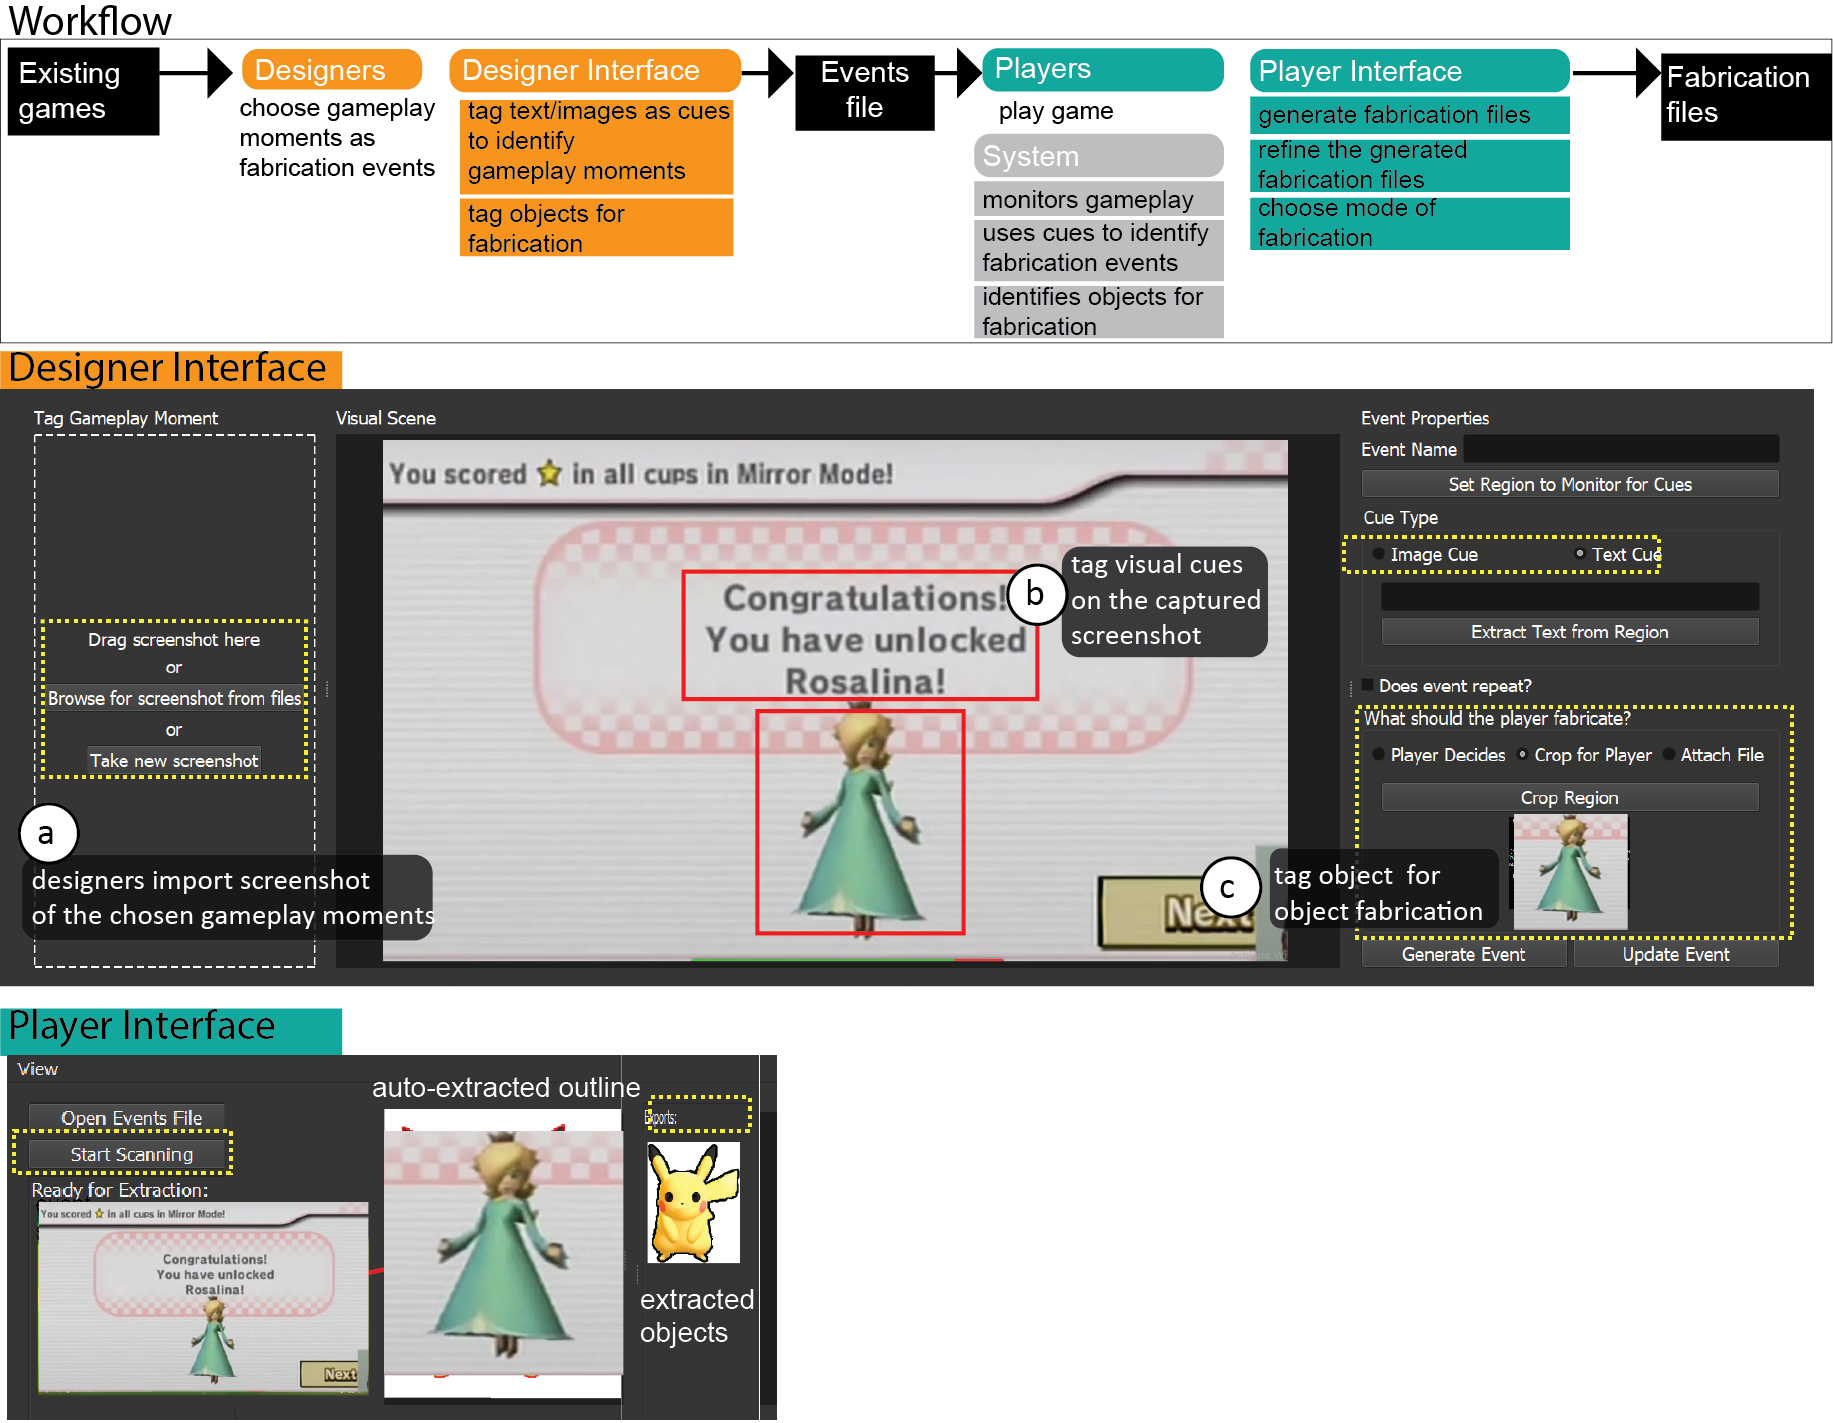 Workflow
Existing
games
Designers
choose gameplay
moments as
fabrication events
Designer Interface
tag text/images as cues
to identify
gameplay moments
tag objects for
fabrication
Events
file
Players
play game
System
monitors gameplay
uses cues to identify
fabrication events
identifies objects for
fabrication
Player Interface
generate fabrication files
refine the gnerated
fabrication files
choose mode of
fabrication
Fabrication
files
Designer Interface
Tag Gameplay Moment
Drag screenshot here
or
Browse for screenshot from files
or
Take new screenshot
a
designers import screenshot
of the chosen gameplay moments
Visual Scene
You scored in all cups in Mirror Mode!
Congratulations!
You have unlocked
Rosalina!
b
tag visual cues
on the captured
screenshot
Next
c
tag object for
object fabrication
Event Properties
Event Name
Set Region to Monitor for Cues
Cue Type
Image Cue Text Cue
Extract Text from Region
Does event repeat?
What should the player fabricate?
Player Decides Crop for Player Attach File
Crop Region
Generate Event Update Event
Player Interface
View
Open Events File
Start Scanning
Ready for Extraction:
You scored in all cups in Mirror Mode!
Congratulations!
You have unlocked
Rosalina!
Next
auto-extracted outline
Exports:
extracted
objects